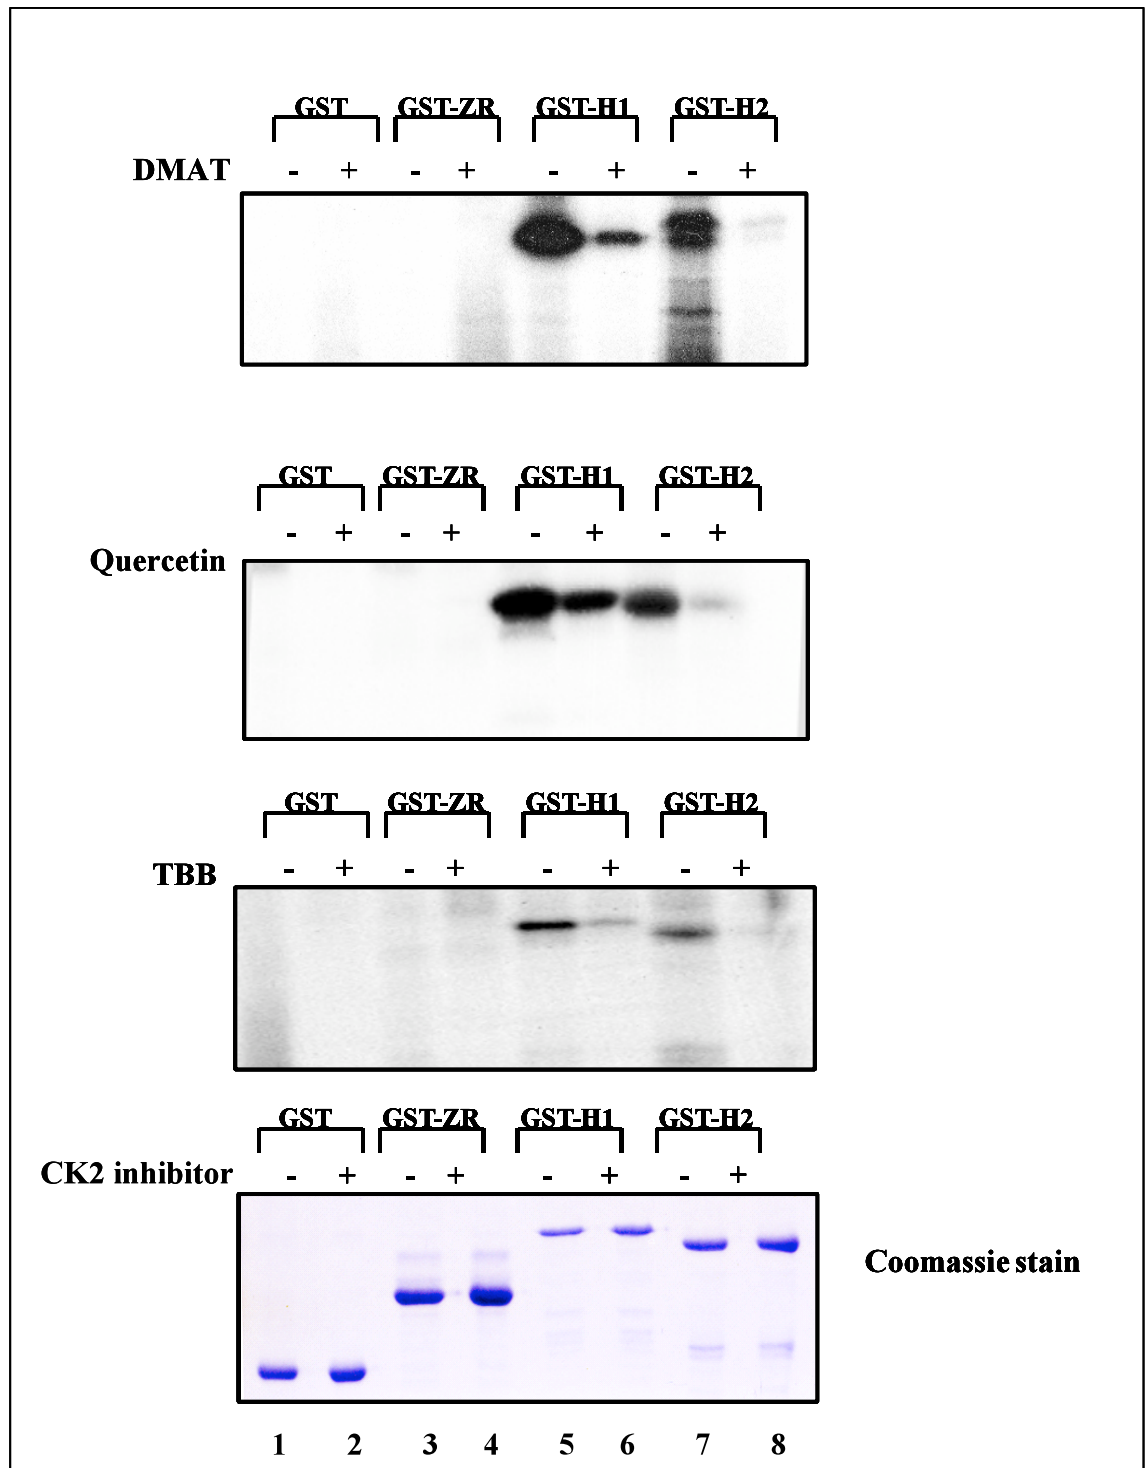 GST GST-ZR GST-H1 GST-H2
DMAT - + - + - + - +
GST GST-ZR GST-H1 GST-H2
- + - + - + - +
Quercetin
GST GST-ZR GST-H1 GST-H2
TBB - + - + - + - +
GST GST-ZR GST-H1 GST-H2
CK2 inhibitor - + - + - + - +
Coomassie stain
1 2 3 4 5 6 7 8